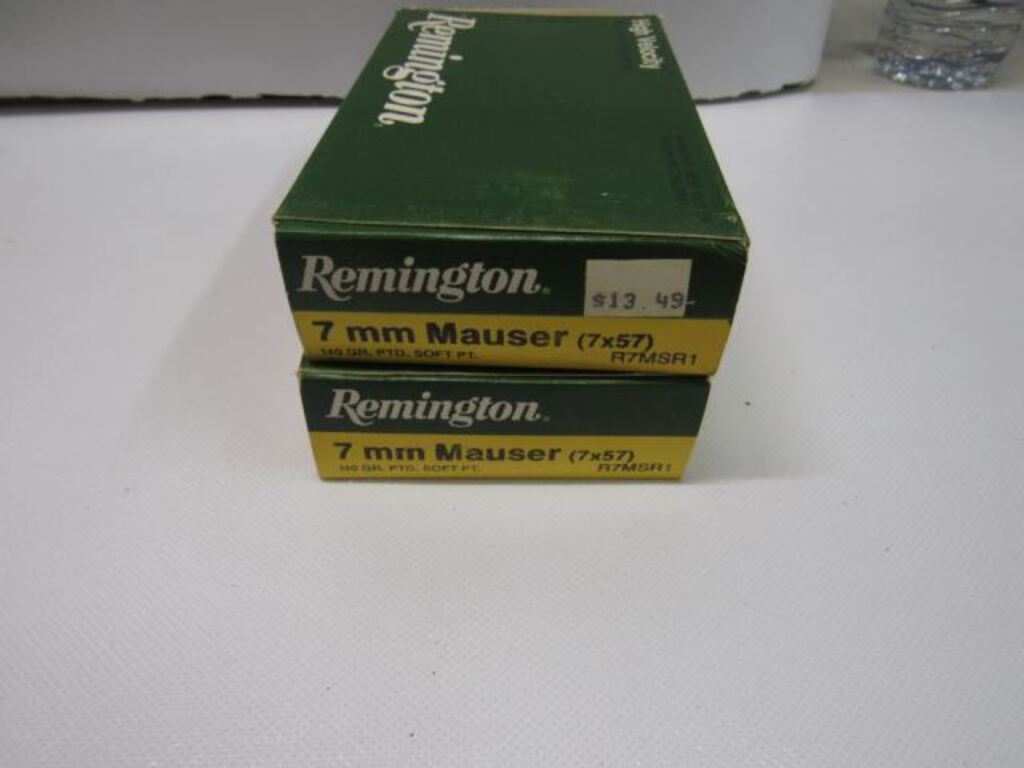 Remington
High Velocity
Remington
$13.49
7 mm Mauser (7x57)
140 GR. PTD. SOFT PT.
R7MSR1
Remington
7 mm Mauser (7x57)
140 GR. PTD. SOFT PT.
R7MSR1